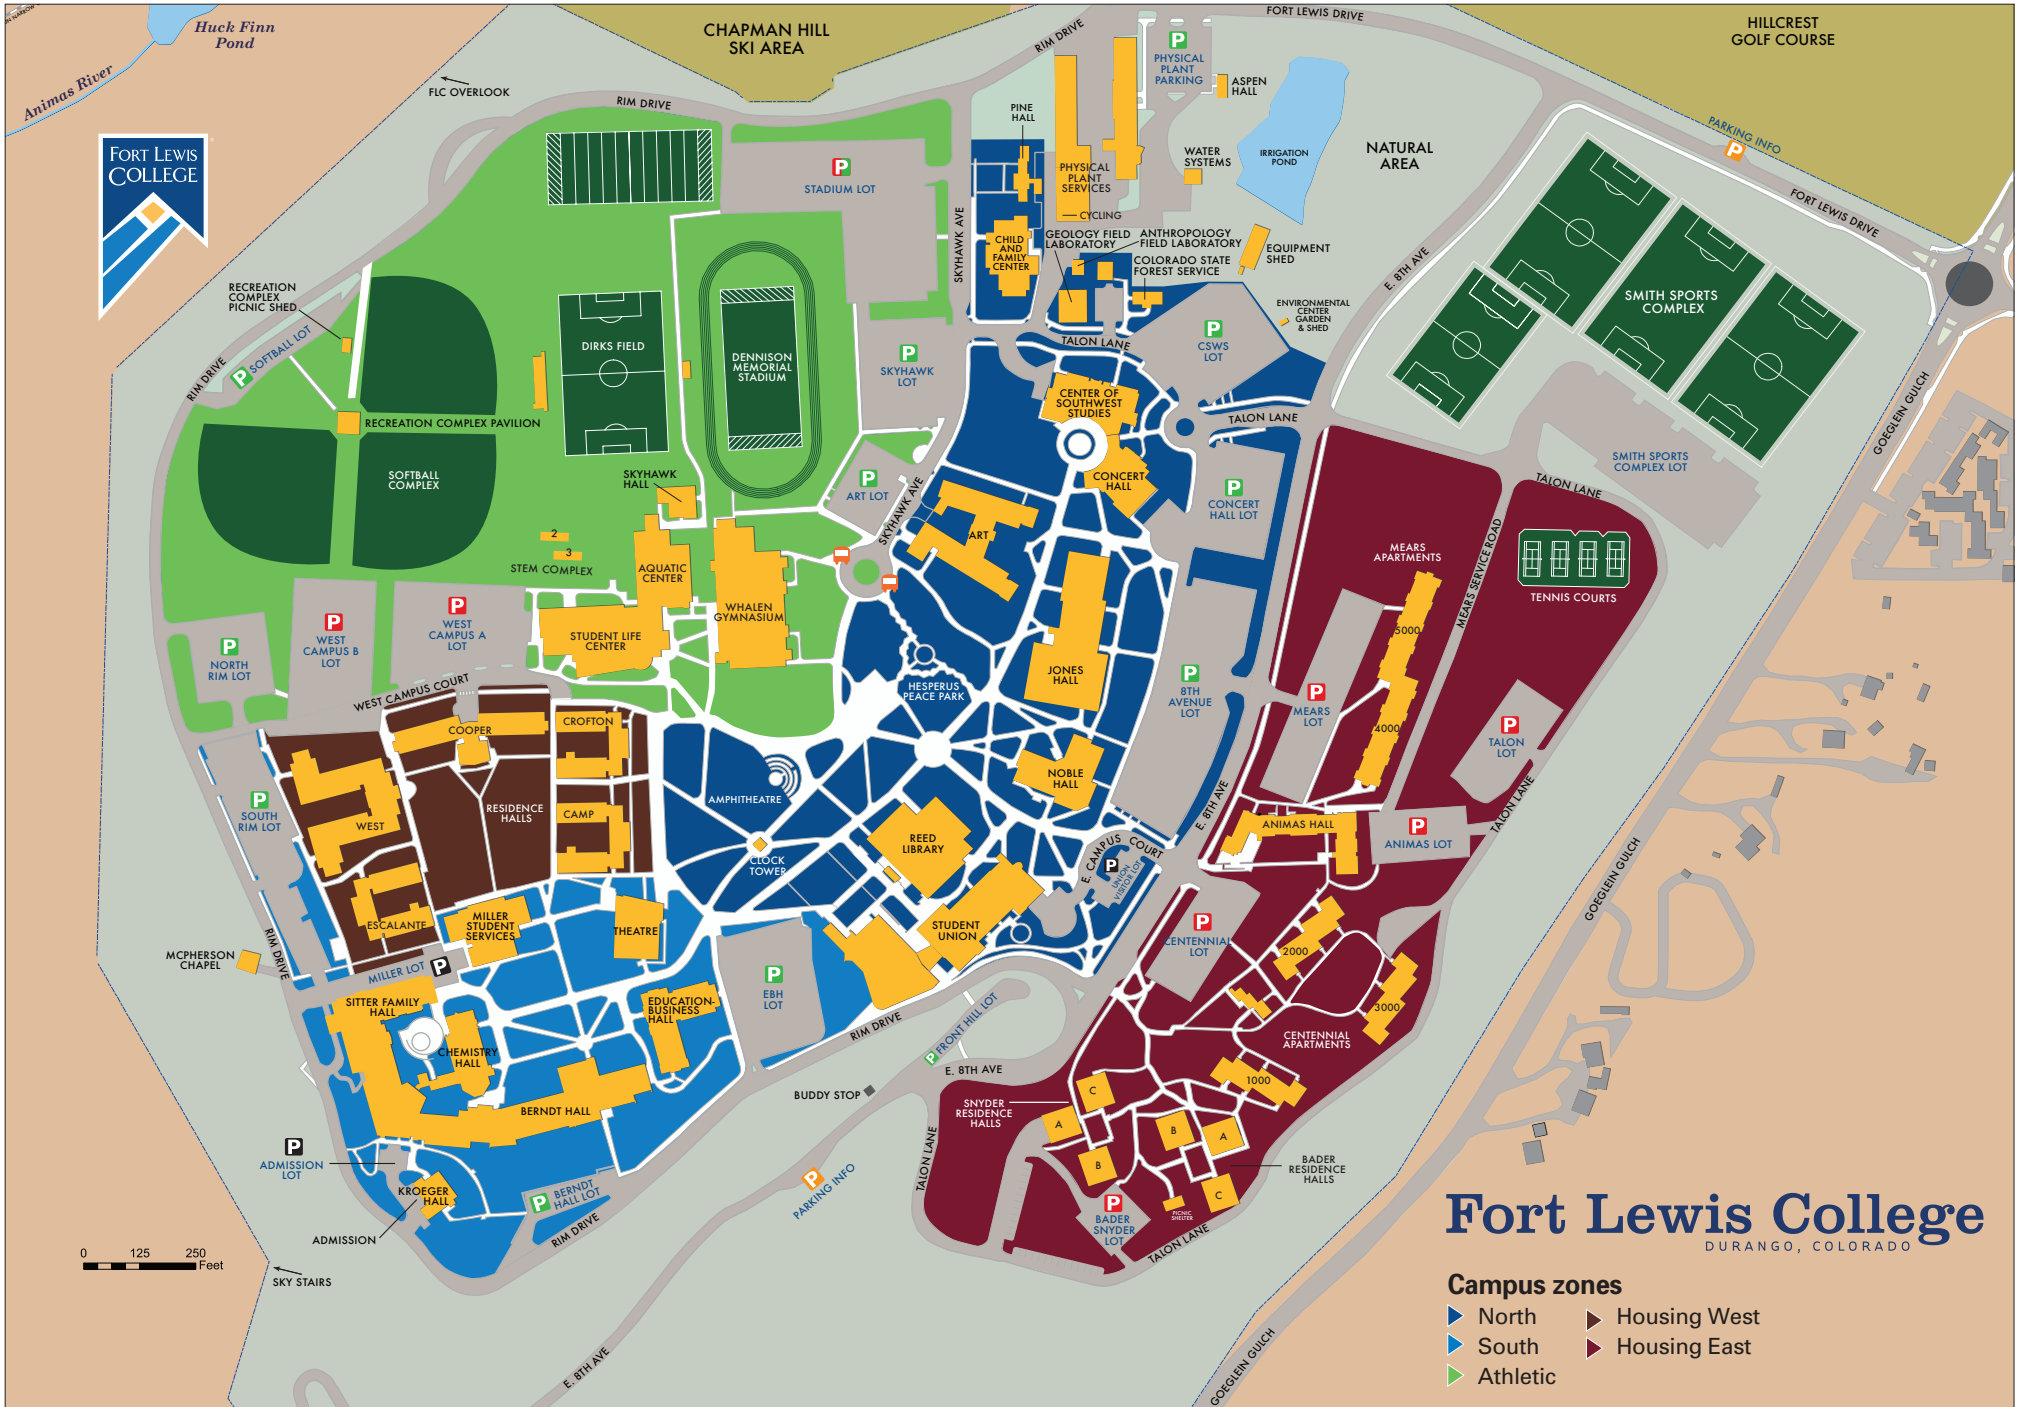 Huck Finn
Pond
Animas River
FLC OVERLOOK
CHAPMAN HILL
SKI AREA
RIM DRIVE
FORT LEWIS DRIVE
HILLCREST
GOLF COURSE
PARKING INFO
P
FORT LEWIS DRIVE
FORT LEWIS
COLLEGE
RIM DRIVE
P
STADIUM LOT
PINE
HALL
P
PHYSICAL
PLANT
PARKING
ASPEN
HALL
WATER
SYSTEMS
PHYSICAL
PLANT
SERVICES
CYCLING
IRRIGATION
POND
NATURAL
AREA
SKYHAWK AVE
CHILD
AND
FAMILY
CENTER
GEOLOGY FIELD
LABORATORY
ANTHROPOLOGY
FIELD LABORATORY
COLORADO STATE
FOREST SERVICE
EQUIPMENT
SHED
ENVIRONMENTAL
CENTER
GARDEN
& SHED
E. 8TH AVE
SMITH SPORTS
COMPLEX
GOEGLEIN GULCH
RECREATION
COMPLEX
PICNIC SHED
P
SOFTBALL LOT
RIM DRIVE
DIRKS FIELD
DENNISON
MEMORIAL
STADIUM
P
SKYHAWK
LOT
TALON LANE
P
CSWS
LOT
CENTER OF
SOUTHWEST
STUDIES
TALON LANE
RECREATION COMPLEX PAVILION
SOFTBALL
COMPLEX
SKYHAWK
HALL
P
ART LOT
SKYHAWK AVE
CONCERT
HALL
P
CONCERT
HALL LOT
SMITH SPORTS
COMPLEX LOT
TALON LANE
2
3
STEM COMPLEX
AQUATIC
CENTER
ART
MEARS
APARTMENTS
MEARS SERVICE ROAD
TENNIS COURTS
P
NORTH
RIM LOT
P
WEST
CAMPUS B
LOT
P
WEST
CAMPUS A
LOT
STUDENT LIFE
CENTER
WHALEN
GYMNASIUM
5000
JONES
HALL
HESPERUS
PEACE PARK
P
8TH
AVENUE
LOT
P
MEARS
LOT
4000
P
TALON
LOT
WEST CAMPUS COURT
COOPER
CROFTON
NOBLE
HALL
AMPHITHEATRE
RESIDENCE
HALLS
CAMP
P
SOUTH
RIM LOT
WEST
REED
LIBRARY
CLOCK
TOWER
E. 8TH AVE
ANIMAS HALL
P
ANIMAS LOT
TALON LANE
E. CAMPUS COURT
P
UNION
VISITOR LOT
GOEGLEIN GULCH
ESCALANTE
MILLER
STUDENT
SERVICES
THEATRE
STUDENT
UNION
P
CENTENNIAL
LOT
2000
MCPHERSON
CHAPEL
RIM DRIVE
MILLER LOT
P
SITTER FAMILY
HALL
EDUCATION-
BUSINESS
HALL
P
EBH
LOT
RIM DRIVE
P
FRONT HILL LOT
3000
CENTENNIAL
APARTMENTS
CHEMISTRY
HALL
E. 8TH AVE
1000
BUDDY STOP
BERNDT HALL
SNYDER
RESIDENCE
HALLS
C
A
B
B
A
C
P
ADMISSION
LOT
KROEGER
HALL
P
BERNDT
HALL LOT
P
PARKING INFO
TALON LANE
P
BADER
SNYDER
LOT
PICNIC
SHELTER
BADER
RESIDENCE
HALLS
TALON LANE
ADMISSION
RIM DRIVE
0 125 250
Feet
SKY STAIRS
E. 8TH AVE
GOEGLEIN GULCH
Fort Lewis College
DURANGO, COLORADO
Campus zones
North
South
Athletic
Housing West
Housing East